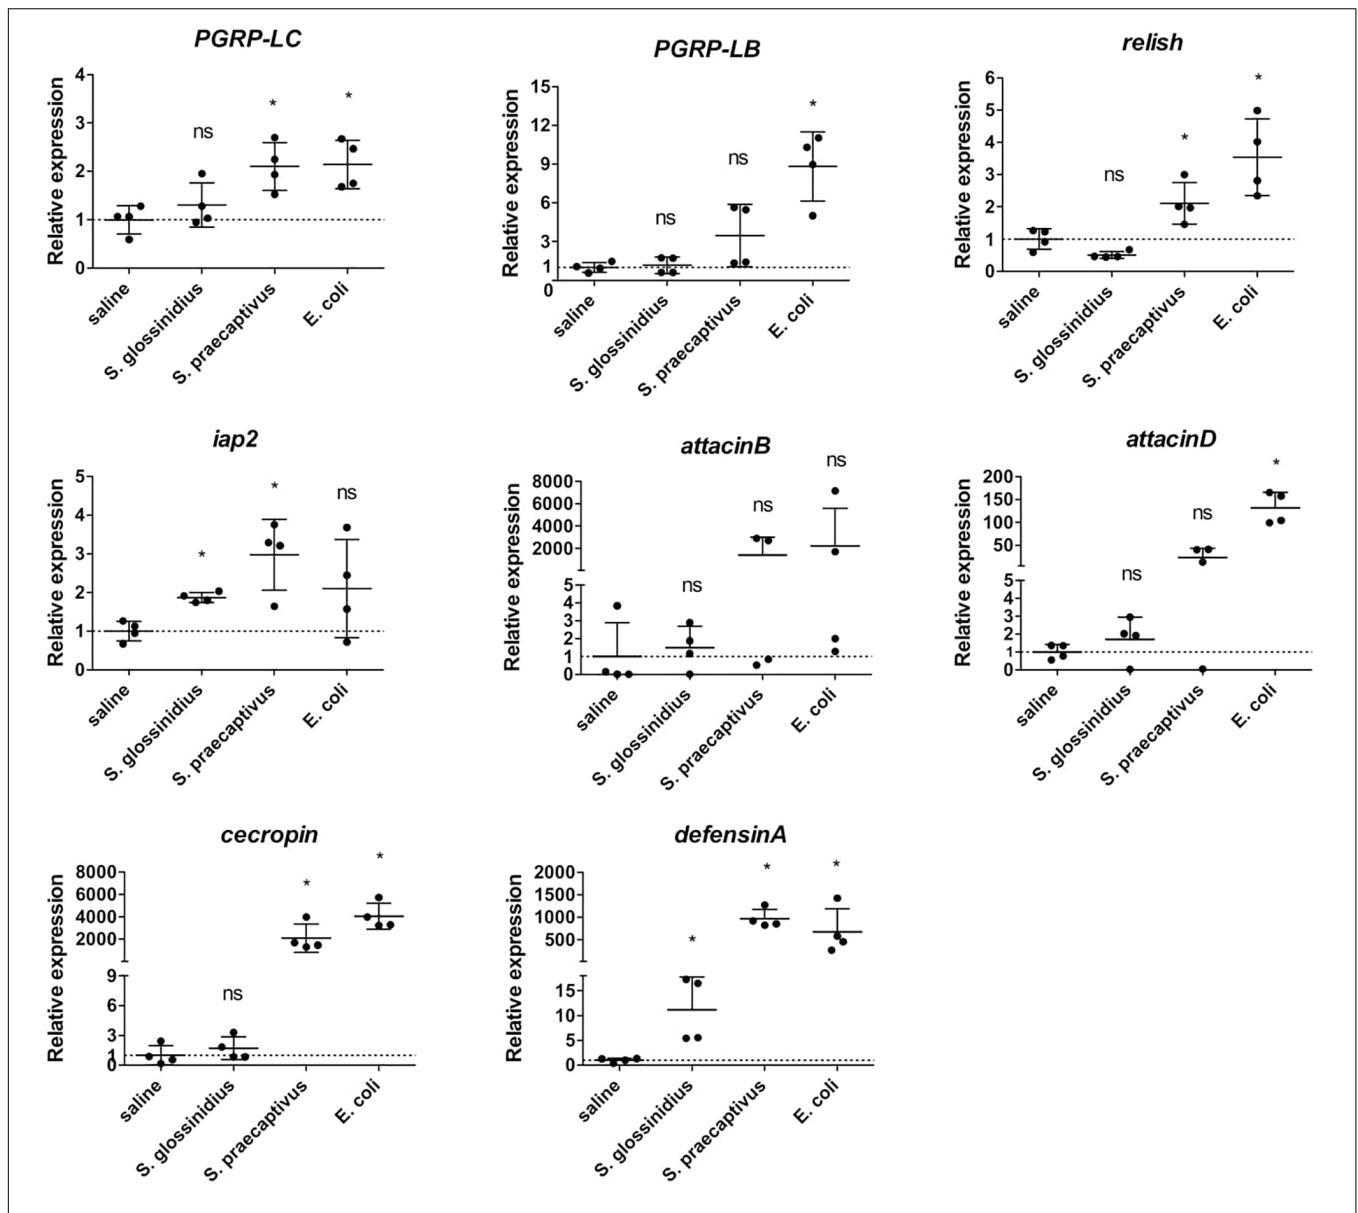 PGRP-LC
Relative expression
4
3
2
1
0
ns
*
*
saline
S. glossinidius
S. praecaptivus
E. coli
PGRP-LB
Relative expression
15
12
9
6
3
1
0
ns
ns
*
saline
S. glossinidius
S. praecaptivus
E. coli
relish
Relative expression
6
5
4
3
2
1
0
ns
*
*
saline
S. glossinidius
S. praecaptivus
E. coli
iap2
Relative expression
5
4
3
2
1
0
*
*
ns
saline
S. glossinidius
S. praecaptivus
E. coli
attacinB
Relative expression
8000
6000
4000
2000
5
4
3
2
1
0
ns
ns
ns
saline
S. glossinidius
S. praecaptivus
E. coli
attacinD
Relative expression
200
150
100
50
5
4
3
2
1
0
ns
ns
*
saline
S. glossinidius
S. praecaptivus
E. coli
cecropin
Relative expression
8000
6000
4000
2000
9
6
3
1
0
ns
*
*
saline
S. glossinidius
S. praecaptivus
E. coli
defensinA
Relative expression
2000
1500
1000
500
15
10
5
0
*
*
*
saline
S. glossinidius
S. praecaptivus
E. coli